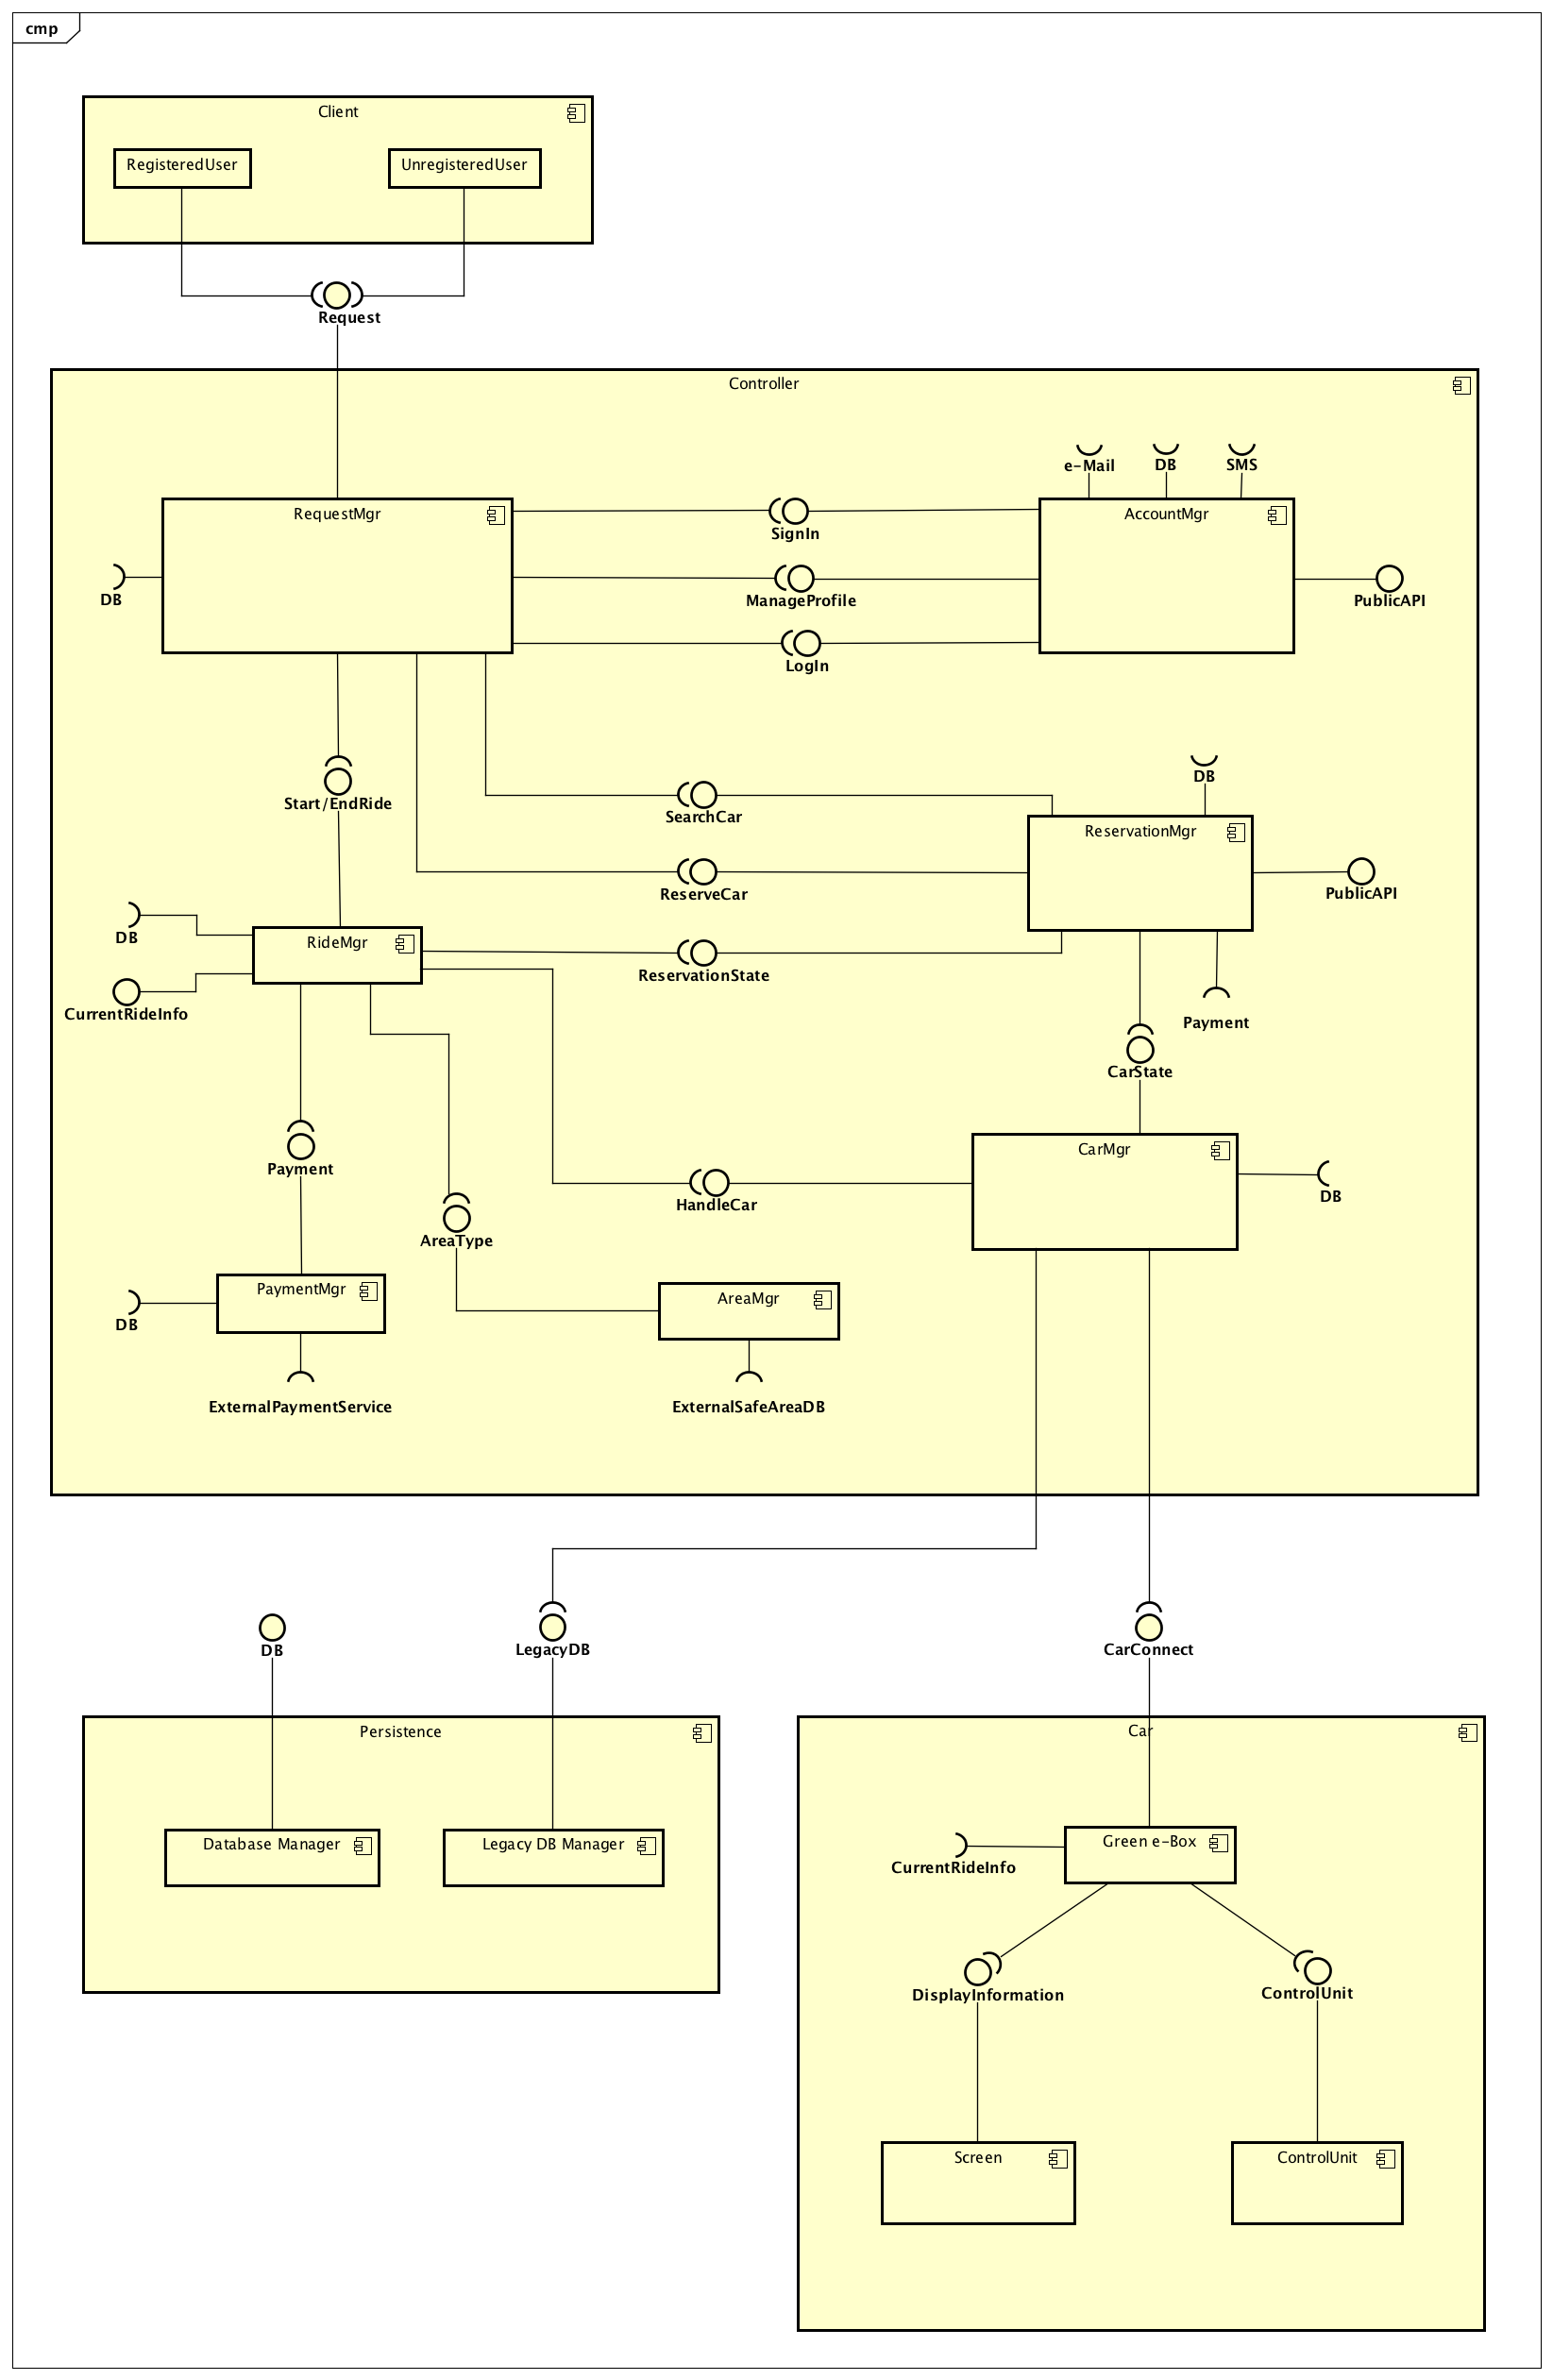 cmp
Client
RegisteredUser
UnregisteredUser
Request
Controller
e-Mail
DB
SMS
RequestMgr
AccountMgr
SignIn
DB
ManageProfile
PublicAPI
LogIn
DB
Start/EndRide
SearchCar
ReservationMgr
ReserveCar
PublicAPI
DB
RideMgr
ReservationState
CurrentRideInfo
Payment
CarState
CarMgr
Payment
HandleCar
DB
AreaType
PaymentMgr
AreaMgr
DB
ExternalPaymentService
ExternalSafeAreaDB
DB
LegacyDB
CarConnect
Persistence
Car
Database Manager
Legacy DB Manager
Green e-Box
CurrentRideInfo
DisplayInformation
ControlUnit
Screen
ControlUnit